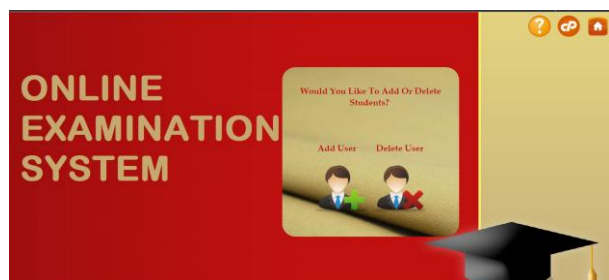 ONLINE
EXAMINATION
SYSTEM
Would You Like To Add Or Delete
Students?
Add User Delete User
?